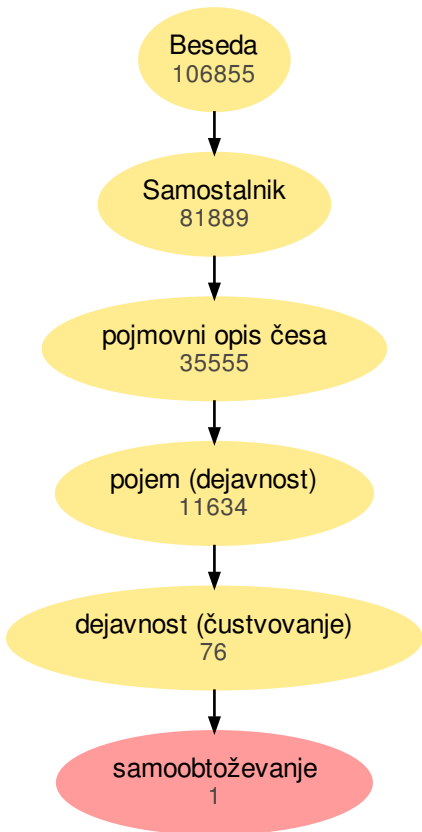 Beseda
106855
Samostalnik
81889
pojmovni opis česa
35555
pojem (dejavnost)
11634
dejavnost (čustvovanje)
76
samoobtoževanje
1